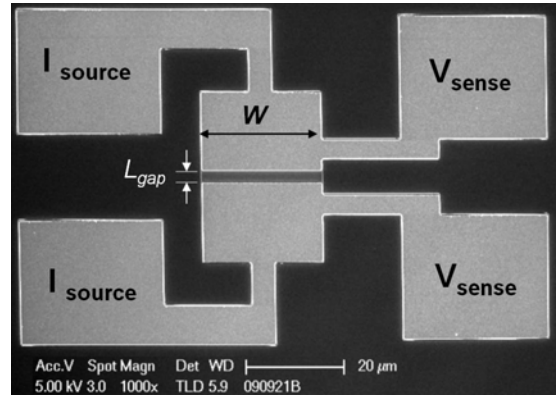 I source
V sense
W
L gap
I source
V sense
Acc.V Spot Magn Det WD 20 µm
5.00 kV 3.0 1000x TLD 5.9 090921B